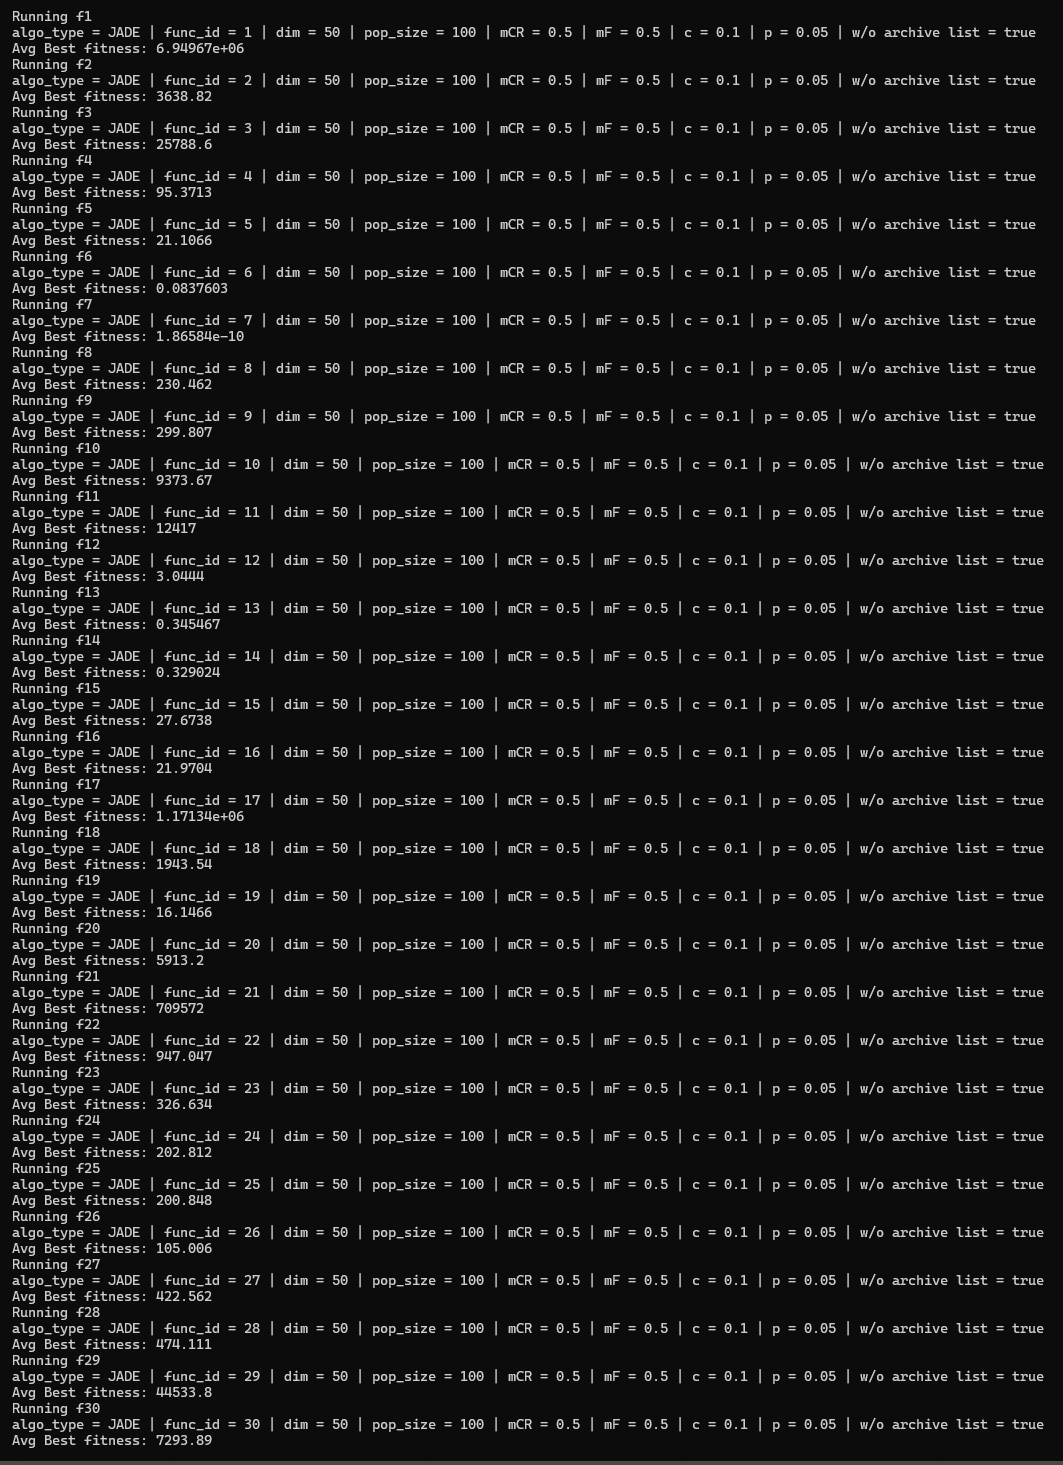 Running f1
algo_type = JADE | func_id = 1 | dim = 50 | pop_size = 100 | mCR = 0.5 | mF = 0.5 | c = 0.1 | p = 0.05 | w/o archive list = true
Avg Best fitness: 6.94967e+06
Running f2
algo_type = JADE | func_id = 2 | dim = 50 | pop_size = 100 | mCR = 0.5 | mF = 0.5 | c = 0.1 | p = 0.05 | w/o archive list = true
Avg Best fitness: 3638.82
Running f3
algo_type = JADE | func_id = 3 | dim = 50 | pop_size = 100 | mCR = 0.5 | mF = 0.5 | c = 0.1 | p = 0.05 | w/o archive list = true
Avg Best fitness: 25788.6
Running f4
algo_type = JADE | func_id = 4 | dim = 50 | pop_size = 100 | mCR = 0.5 | mF = 0.5 | c = 0.1 | p = 0.05 | w/o archive list = true
Avg Best fitness: 95.3713
Running f5
algo_type = JADE | func_id = 5 | dim = 50 | pop_size = 100 | mCR = 0.5 | mF = 0.5 | c = 0.1 | p = 0.05 | w/o archive list = true
Avg Best fitness: 21.1066
Running f6
algo_type = JADE | func_id = 6 | dim = 50 | pop_size = 100 | mCR = 0.5 | mF = 0.5 | c = 0.1 | p = 0.05 | w/o archive list = true
Avg Best fitness: 0.0837603
Running f7
algo_type = JADE | func_id = 7 | dim = 50 | pop_size = 100 | mCR = 0.5 | mF = 0.5 | c = 0.1 | p = 0.05 | w/o archive list = true
Avg Best fitness: 1.86584e-10
Running f8
algo_type = JADE | func_id = 8 | dim = 50 | pop_size = 100 | mCR = 0.5 | mF = 0.5 | c = 0.1 | p = 0.05 | w/o archive list = true
Avg Best fitness: 230.462
Running f9
algo_type = JADE | func_id = 9 | dim = 50 | pop_size = 100 | mCR = 0.5 | mF = 0.5 | c = 0.1 | p = 0.05 | w/o archive list = true
Avg Best fitness: 299.807
Running f10
algo_type = JADE | func_id = 10 | dim = 50 | pop_size = 100 | mCR = 0.5 | mF = 0.5 | c = 0.1 | p = 0.05 | w/o archive list = true
Avg Best fitness: 9373.67
Running f11
algo_type = JADE | func_id = 11 | dim = 50 | pop_size = 100 | mCR = 0.5 | mF = 0.5 | c = 0.1 | p = 0.05 | w/o archive list = true
Avg Best fitness: 12417
Running f12
algo_type = JADE | func_id = 12 | dim = 50 | pop_size = 100 | mCR = 0.5 | mF = 0.5 | c = 0.1 | p = 0.05 | w/o archive list = true
Avg Best fitness: 3.0444
Running f13
algo_type = JADE | func_id = 13 | dim = 50 | pop_size = 100 | mCR = 0.5 | mF = 0.5 | c = 0.1 | p = 0.05 | w/o archive list = true
Avg Best fitness: 0.345467
Running f14
algo_type = JADE | func_id = 14 | dim = 50 | pop_size = 100 | mCR = 0.5 | mF = 0.5 | c = 0.1 | p = 0.05 | w/o archive list = true
Avg Best fitness: 0.329024
Running f15
algo_type = JADE | func_id = 15 | dim = 50 | pop_size = 100 | mCR = 0.5 | mF = 0.5 | c = 0.1 | p = 0.05 | w/o archive list = true
Avg Best fitness: 27.6738
Running f16
algo_type = JADE | func_id = 16 | dim = 50 | pop_size = 100 | mCR = 0.5 | mF = 0.5 | c = 0.1 | p = 0.05 | w/o archive list = true
Avg Best fitness: 21.9704
Running f17
algo_type = JADE | func_id = 17 | dim = 50 | pop_size = 100 | mCR = 0.5 | mF = 0.5 | c = 0.1 | p = 0.05 | w/o archive list = true
Avg Best fitness: 1.17134e+06
Running f18
algo_type = JADE | func_id = 18 | dim = 50 | pop_size = 100 | mCR = 0.5 | mF = 0.5 | c = 0.1 | p = 0.05 | w/o archive list = true
Avg Best fitness: 1943.54
Running f19
algo_type = JADE | func_id = 19 | dim = 50 | pop_size = 100 | mCR = 0.5 | mF = 0.5 | c = 0.1 | p = 0.05 | w/o archive list = true
Avg Best fitness: 16.1466
Running f20
algo_type = JADE | func_id = 20 | dim = 50 | pop_size = 100 | mCR = 0.5 | mF = 0.5 | c = 0.1 | p = 0.05 | w/o archive list = true
Avg Best fitness: 5913.2
Running f21
algo_type = JADE | func_id = 21 | dim = 50 | pop_size = 100 | mCR = 0.5 | mF = 0.5 | c = 0.1 | p = 0.05 | w/o archive list = true
Avg Best fitness: 709572
Running f22
algo_type = JADE | func_id = 22 | dim = 50 | pop_size = 100 | mCR = 0.5 | mF = 0.5 | c = 0.1 | p = 0.05 | w/o archive list = true
Avg Best fitness: 947.047
Running f23
algo_type = JADE | func_id = 23 | dim = 50 | pop_size = 100 | mCR = 0.5 | mF = 0.5 | c = 0.1 | p = 0.05 | w/o archive list = true
Avg Best fitness: 326.634
Running f24
algo_type = JADE | func_id = 24 | dim = 50 | pop_size = 100 | mCR = 0.5 | mF = 0.5 | c = 0.1 | p = 0.05 | w/o archive list = true
Avg Best fitness: 202.812
Running f25
algo_type = JADE | func_id = 25 | dim = 50 | pop_size = 100 | mCR = 0.5 | mF = 0.5 | c = 0.1 | p = 0.05 | w/o archive list = true
Avg Best fitness: 200.848
Running f26
algo_type = JADE | func_id = 26 | dim = 50 | pop_size = 100 | mCR = 0.5 | mF = 0.5 | c = 0.1 | p = 0.05 | w/o archive list = true
Avg Best fitness: 105.006
Running f27
algo_type = JADE | func_id = 27 | dim = 50 | pop_size = 100 | mCR = 0.5 | mF = 0.5 | c = 0.1 | p = 0.05 | w/o archive list = true
Avg Best fitness: 422.562
Running f28
algo_type = JADE | func_id = 28 | dim = 50 | pop_size = 100 | mCR = 0.5 | mF = 0.5 | c = 0.1 | p = 0.05 | w/o archive list = true
Avg Best fitness: 474.111
Running f29
algo_type = JADE | func_id = 29 | dim = 50 | pop_size = 100 | mCR = 0.5 | mF = 0.5 | c = 0.1 | p = 0.05 | w/o archive list = true
Avg Best fitness: 44533.8
Running f30
algo_type = JADE | func_id = 30 | dim = 50 | pop_size = 100 | mCR = 0.5 | mF = 0.5 | c = 0.1 | p = 0.05 | w/o archive list = true
Avg Best fitness: 7293.89